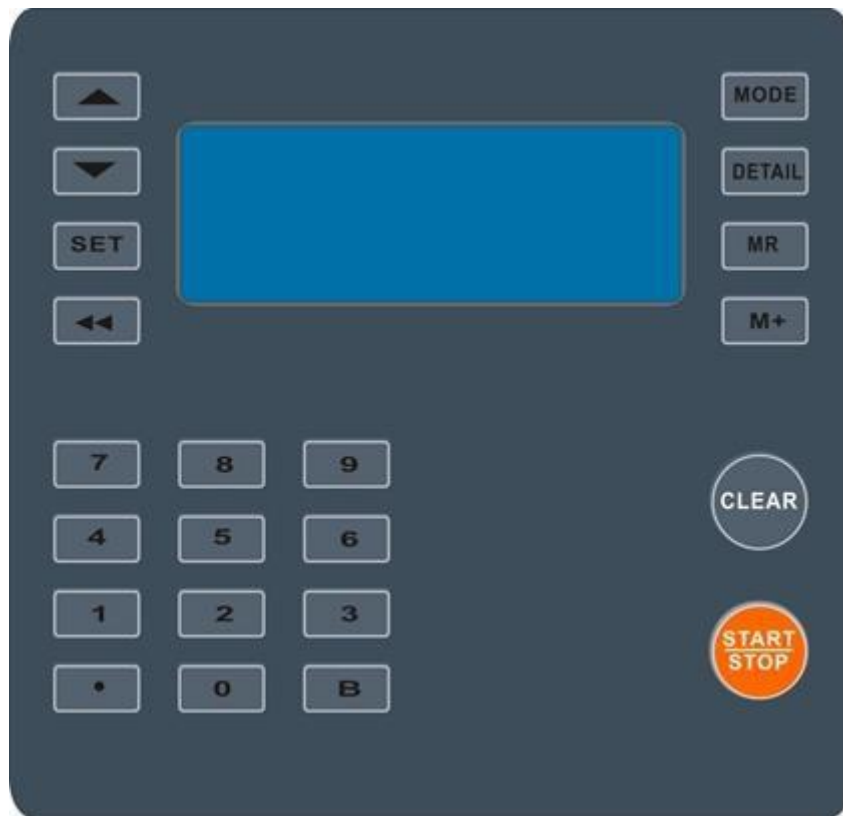 MODE
DETAIL
SET
MR
M+
7 8 9
4 5 6
1 2 3
• 0 B
CLEAR
START
STOP